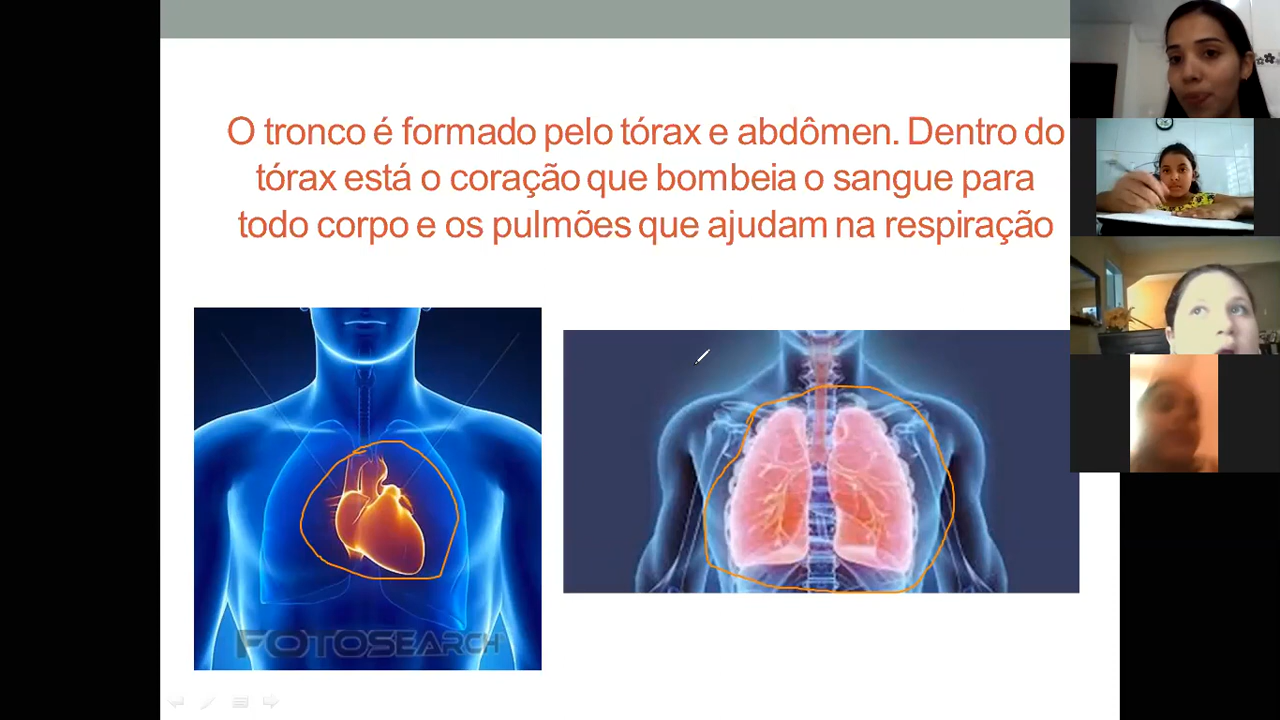 O tronco é formado pelo tórax e abdômen. Dentro do
tórax está o coração que bombeia o sangue para
todo corpo e os pulmões que ajudam na respiração
FOTOSEARCH